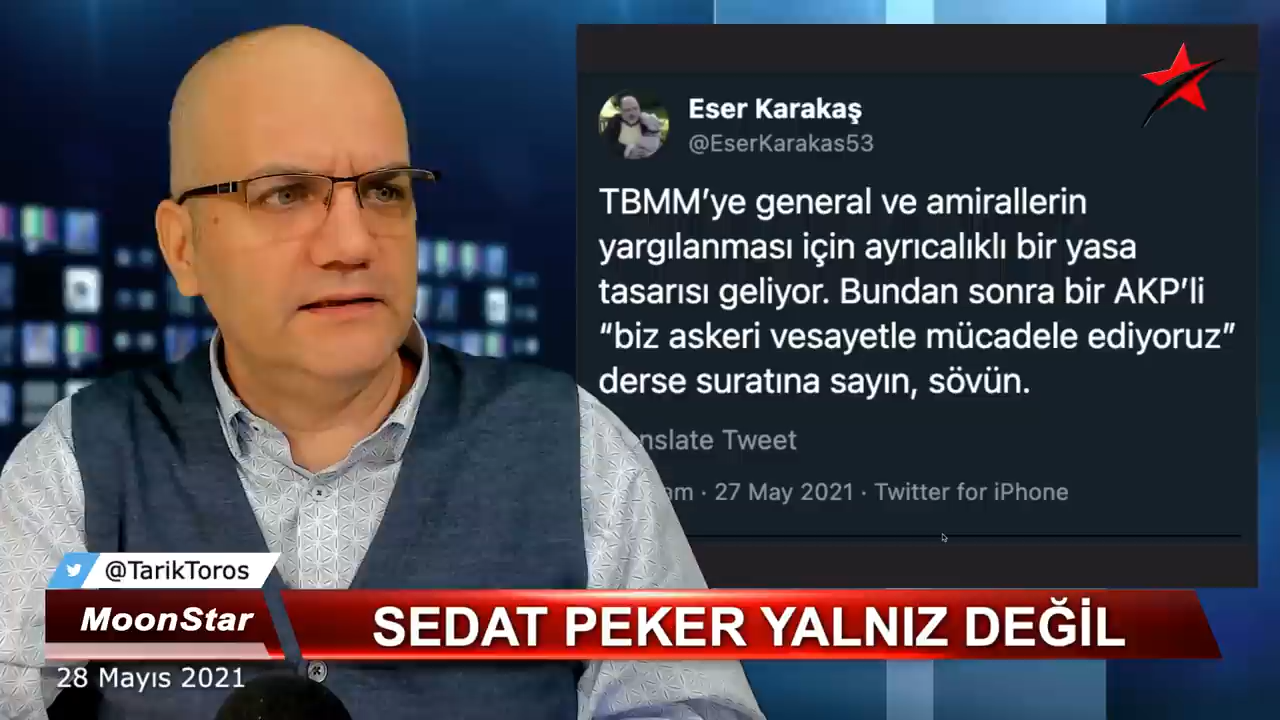 Eser Karakaş
@EserKarakas53
TBMM’ye general ve amirallerin
yargılanması için ayrıcalıklı bir yasa
tasarısı geliyor. Bundan sonra bir AKP’li
“biz askeri vesayetle mücadele ediyoruz”
derse suratına sayın, sövün.
Tweet
27 May 2021 · Twitter for iPhone
@TarikToros
MoonStar
SEDAT PEKER YALNIZ DEĞİL
28 Mayıs 2021